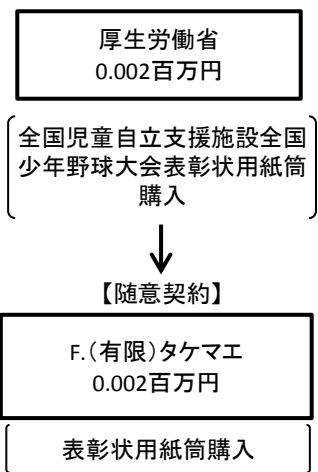 厚生労働省
0.002百万円
全国児童自立支援施設全国
少年野球大会表彰状用紙筒
購入
【随意契約】
F.(有限)タケマエ
0.002百万円
表彰状用紙筒購入